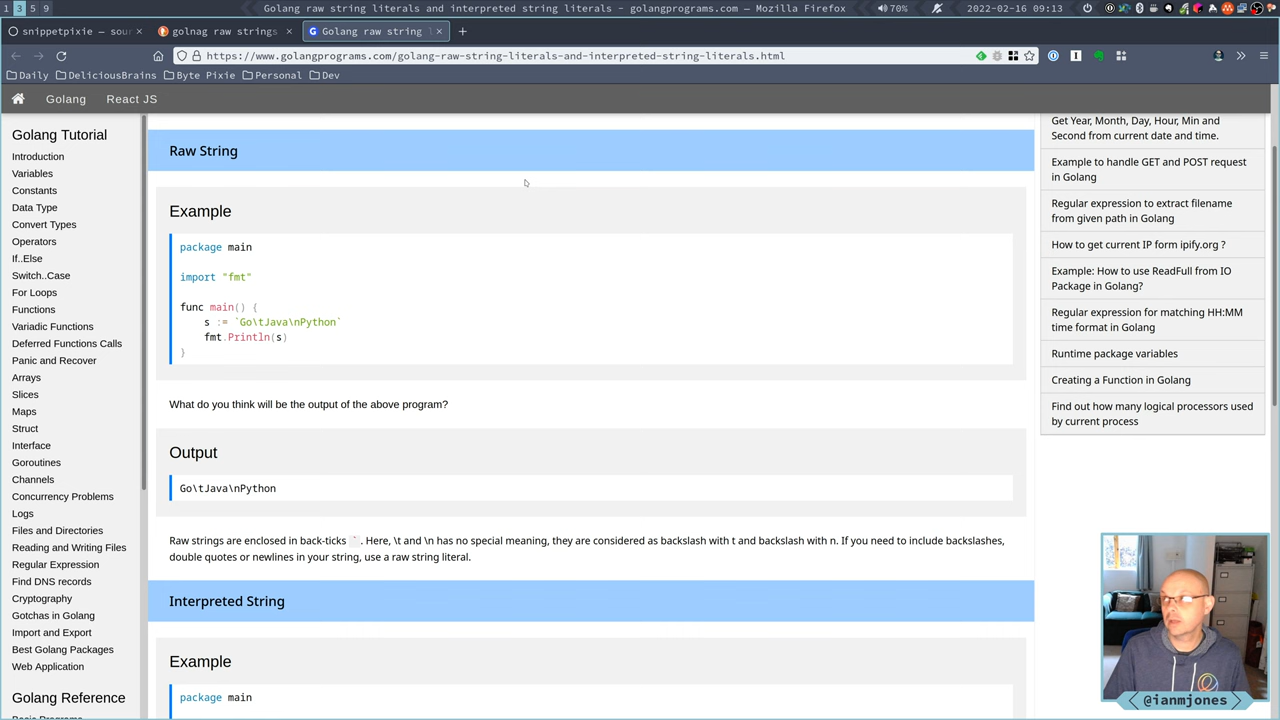 1 2 5 9
Golang raw string literals and interpreted string literals - golangprograms.com — Mozilla Firefox
70%
2022-02-16 09:13
snippetpixie — sour
golnag raw strings
Golang raw string l
https://www.golangprograms.com/golang-raw-string-literals-and-interpreted-string-literals.html
Daily
DeliciousBrains
Byte Pixie
Personal
Dev
Golang
React JS
Golang Tutorial
Introduction
Variables
Constants
Data Type
Convert Types
Operators
If..Else
Switch..Case
For Loops
Functions
Variadic Functions
Deferred Functions Calls
Panic and Recover
Arrays
Slices
Maps
Struct
Interface
Goroutines
Channels
Concurrency Problems
Logs
Files and Directories
Reading and Writing Files
Regular Expression
Find DNS records
Cryptography
Gotchas in Golang
Import and Export
Best Golang Packages
Web Application
Golang Reference
Raw String
Example
package main
import "fmt"
func main() {
s := `Go\tJava\nPython`
fmt.Println(s)
}
What do you think will be the output of the above program?
Output
Go\tJava\nPython
Raw strings are enclosed in back-ticks `. Here, \t and \n has no special meaning, they are considered as backslash with t and backslash with n. If you need to include backslashes,
double quotes or newlines in your string, use a raw string literal.
Interpreted String
Example
package main
Get Year, Month, Day, Hour, Min and
Second from current date and time.
Example to handle GET and POST request
in Golang
Regular expression to extract filename
from given path in Golang
How to get current IP form ipify.org ?
Example: How to use ReadFull from IO
Package in Golang?
Regular expression for matching HH:MM
time format in Golang
Runtime package variables
Creating a Function in Golang
Find out how many logical processors used
by current process
@ianmjones